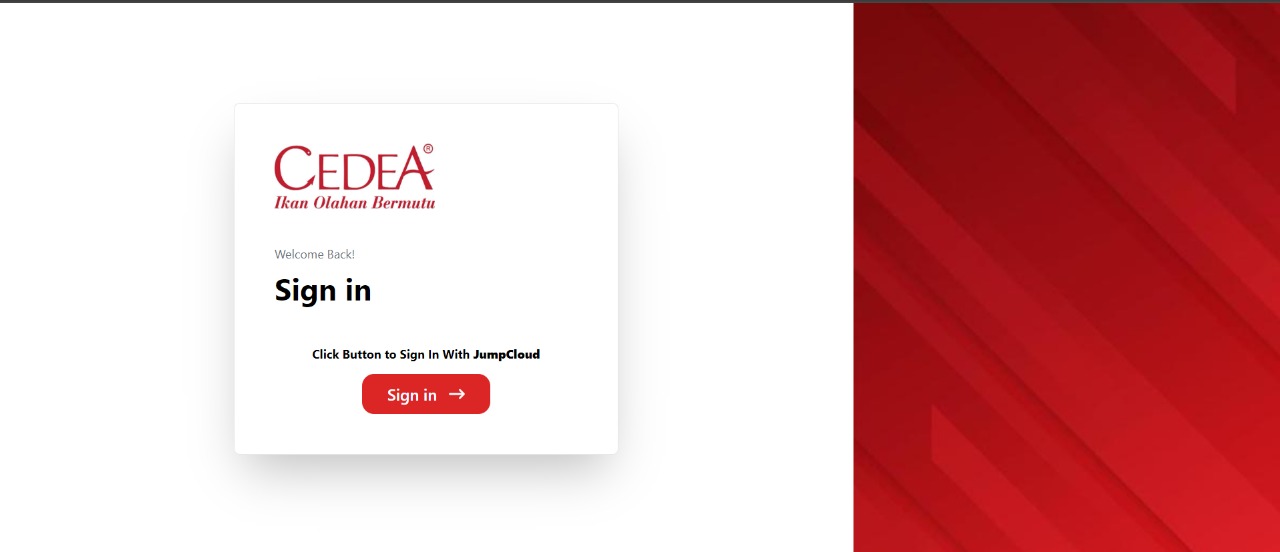 CEDEA®
Ikan Olahan Bermutu
Welcome Back!
Sign in
Click Button to Sign In With JumpCloud
Sign in →